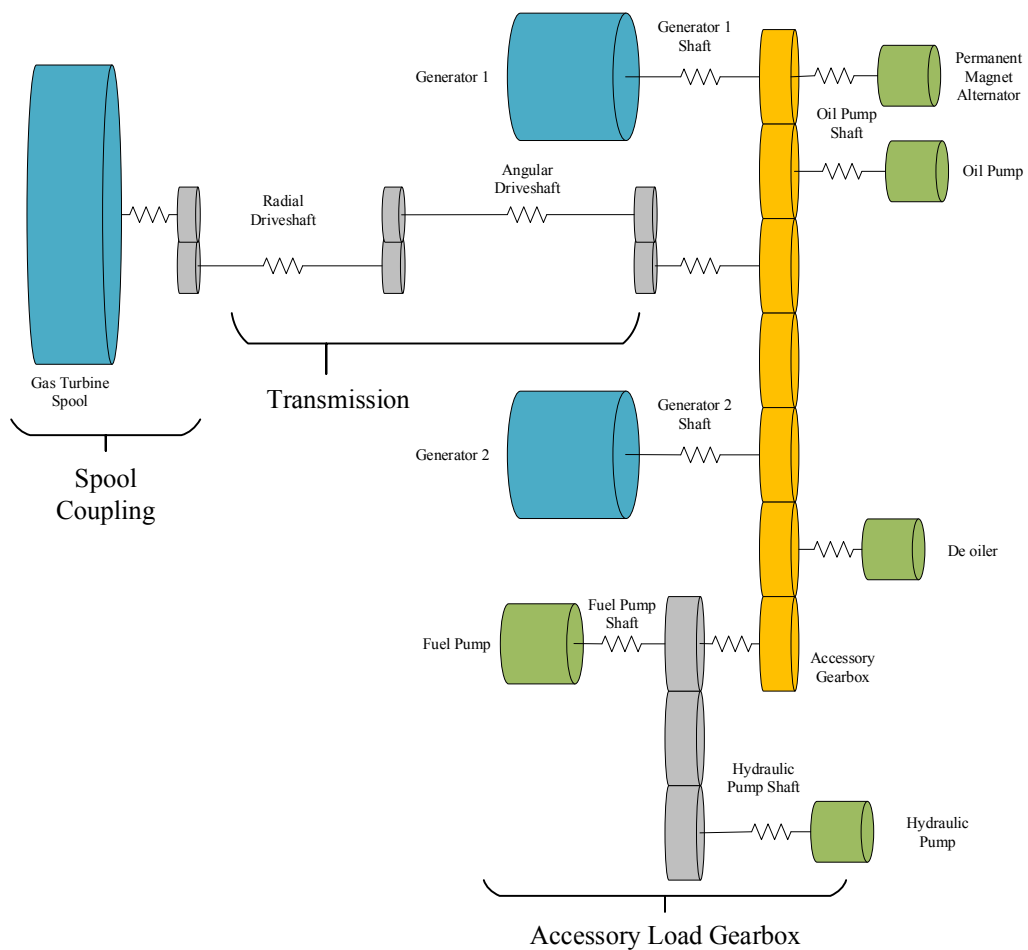 Generator 1
Shaft
Generator 1
Permanent
Magnet
Alternator
Oil Pump
Shaft
Oil Pump
Angular
Driveshaft
Radial
Driveshaft
Gas Turbine
Spool
Transmission
Spool
Coupling
Generator 2
Shaft
Generator 2
De oiler
Fuel Pump
Shaft
Fuel Pump
Accessory
Gearbox
Hydraulic
Pump Shaft
Hydraulic
Pump
Accessory Load Gearbox